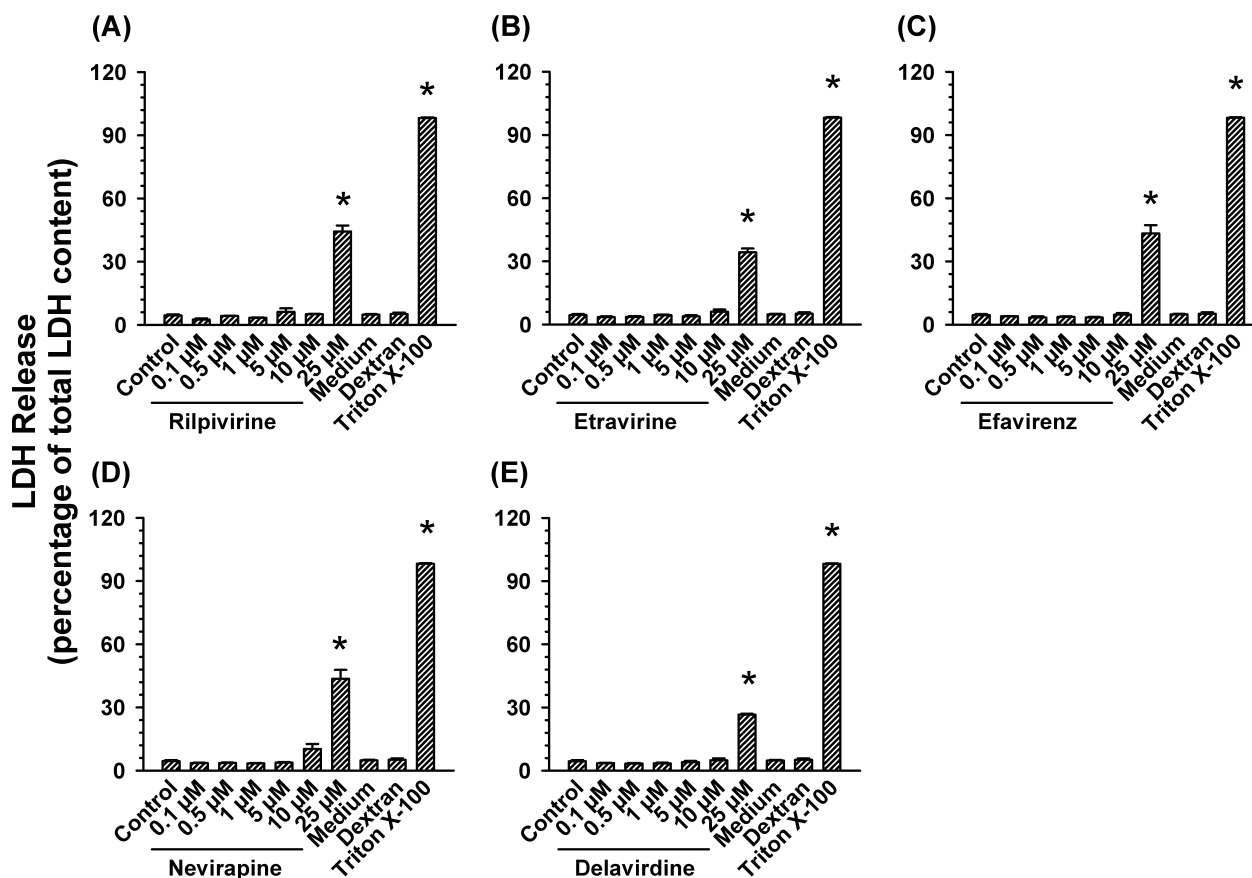 (A)
120
90
60
30
0
*
*
Control
0.1 µM
0.5 µM
1 µM
5 µM
10 µM
25 µM
Medium
Dextran
Triton X-100
Rilpivirine
(B)
120
90
60
30
0
*
*
Control
0.1 µM
0.5 µM
1 µM
5 µM
10 µM
25 µM
Medium
Dextran
Triton X-100
Etravirine
(C)
120
90
60
30
0
*
*
Control
0.1 µM
0.5 µM
1 µM
5 µM
10 µM
25 µM
Medium
Dextran
Triton X-100
Efavirenz
LDH Release
(percentage of total LDH content)
(D)
120
90
60
30
0
*
*
Control
0.1 µM
0.5 µM
1 µM
5 µM
10 µM
25 µM
Medium
Dextran
Triton X-100
Nevirapine
(E)
120
90
60
30
0
*
*
Control
0.1 µM
0.5 µM
1 µM
5 µM
10 µM
25 µM
Medium
Dextran
Triton X-100
Delavirdine